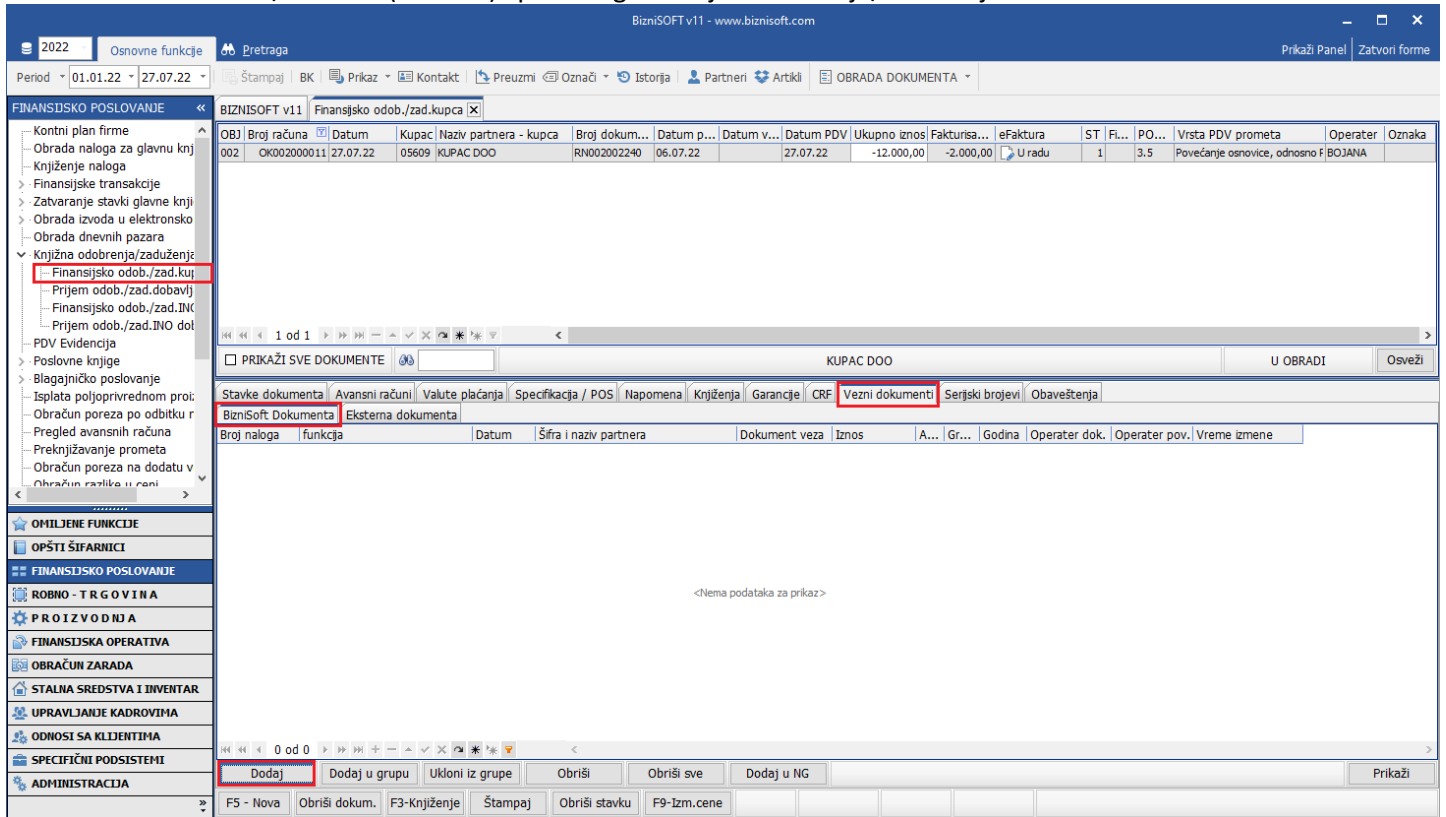 BizniSOFT v11 - www.biznisoft.com
2022 Osnovne funkcije Pretraga Prikaži Panel Zatvori forme
Period 01.01.22 27.07.22 Štampaj BK Prikaz Kontakt Preuzmi Označi Istorija Partneri Artikli OBRADA DOKUMENTA
FINANSIJSKO POSLOVANJE «
Kontni plan firme
Obrada naloga za glavnu knj
Knjiženje naloga
Finansijske transakcije
Zatvaranje stavki glavne knji
Obrada izvoda u elektronsko
Obrada dnevnih pazara
Knjižna odobrenja/zaduženja
Finansijsko odob./zad.kup
Prijem odob./zad.dobavlj
Finansijsko odob/zad.INO
Prijem odob./zad.INO dob
PDV Evidencija
Poslovne knjige
Blagajničko poslovanje
Isplata poljoprivrednom proiz
Obračun poreza po odbitku r
Pregled avansnih računa
Preknjižavanje prometa
Obračun poreza na dodatu v
Obračun razlike u ceni
OMILJENE FUNKCIJE
OPŠTI ŠIFARNICI
FINANSIJSKO POSLOVANJE
ROBNO - T R G O V I N A
P R O I Z V O D NJ A
FINANSIJSKA OPERATIVA
OBRAČUN ZARADA
STALNA SREDSTVA I INVENTAR
UPRAVLJANJE KADROVIMA
ODNOSI SA KLIJENTIMA
SPECIFIČNI PODSISTEMI
ADMINISTRACIJA
BIZNISOFT v11 Finansijsko odob./zad.kupca
OBJ Broj računa Datum Kupac Naziv partnera - kupca Broj dokum... Datum p... Datum v... Datum PDV Ukupno iznos Fakturisa... eFaktura ST Fi... PO... Vrsta PDV prometa Operater Oznaka
002 OK002000011 27.07.22 05609 KUPAC DOO RN002002240 06.07.22 27.07.22 -12.000,00 -2.000,00 U radu 1 3.5 Povećanje osnovice, odnosno P BOJANA
1 od 1
PRIKAŽI SVE DOKUMENTE KUPAC DOO U OBRADI Osveži
Stavke dokumenta Avansni računi Valute plaćanja Specifikacija / POS Napomena Knjiženja Garancije CRF Vezni dokumenti Serijski brojevi Obaveštenja
BizniSoft Dokumenta Eksterna dokumenta
Broj naloga funkcija Datum Šifra i naziv partnera Dokument veza Iznos A... Gr... Godina Operater dok. Operater pov. Vreme izmene
<Nema podataka za prikaz>
0 od 0
Dodaj Dodaj u grupu Ukloni iz grupe Obriši Obriši sve Dodaj u NG Prikaži
F5 - Nova Obriši dokum. F3-Knjiženje Štampaj Obriši stavku F9-Izm.cene